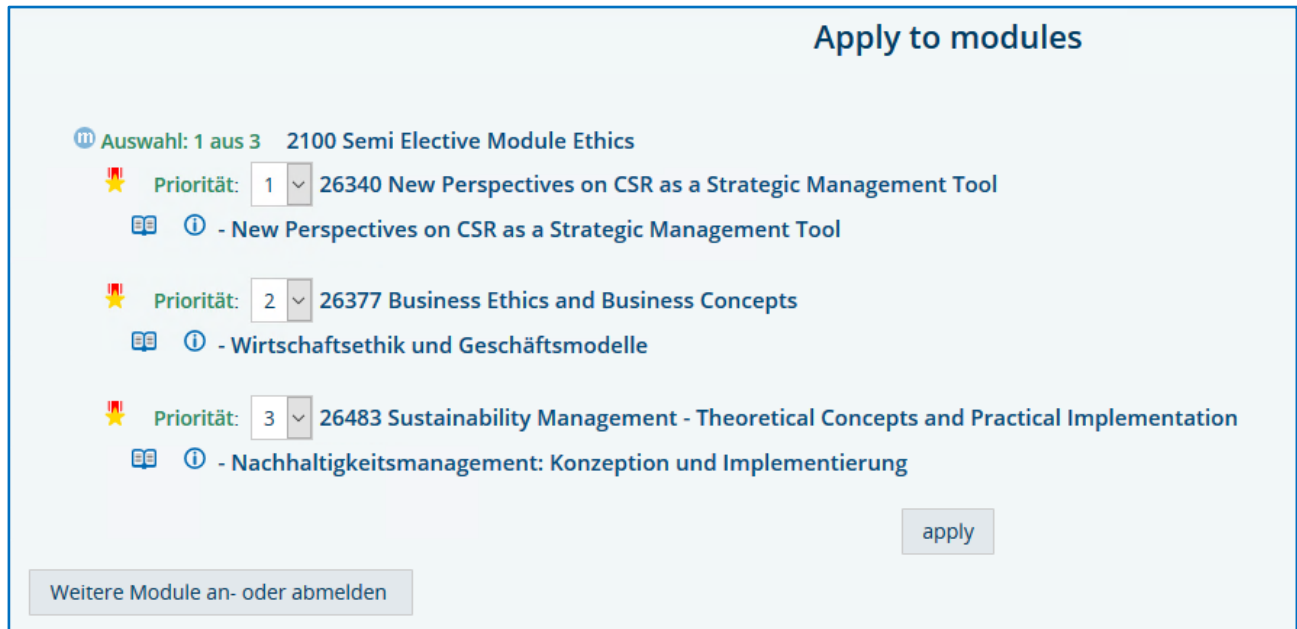 Apply to modules
m Auswahl: 1 aus 3 2100 Semi Elective Module Ethics
Priorität: 1 26340 New Perspectives on CSR as a Strategic Management Tool
i - New Perspectives on CSR as a Strategic Management Tool
Priorität: 2 26377 Business Ethics and Business Concepts
i - Wirtschaftsethik und Geschäftsmodelle
Priorität: 3 26483 Sustainability Management - Theoretical Concepts and Practical Implementation
i - Nachhaltigkeitsmanagement: Konzeption und Implementierung
apply
Weitere Module an- oder abmelden